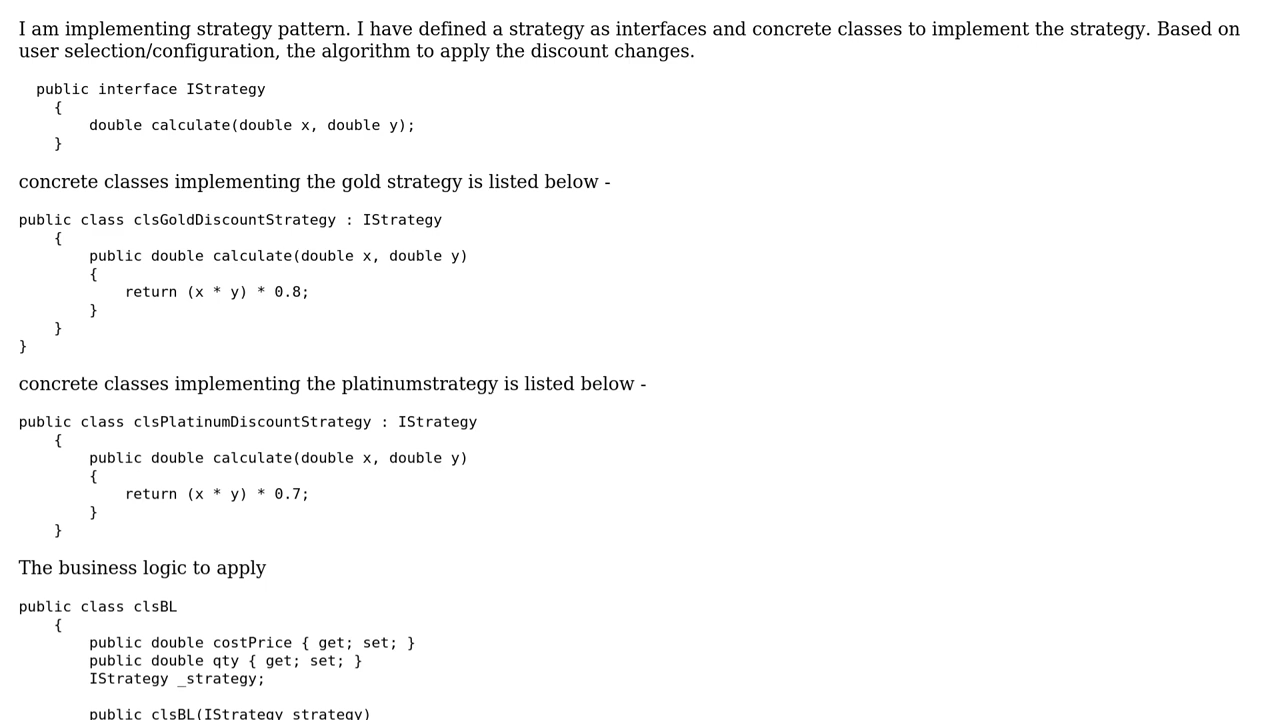 I am implementing strategy pattern. I have defined a strategy as interfaces and concrete classes to implement the strategy. Based on
user selection/configuration, the algorithm to apply the discount changes.
  public interface IStrategy
    {
        double calculate(double x, double y);
    }
concrete classes implementing the gold strategy is listed below -
public class clsGoldDiscountStrategy : IStrategy
    {
        public double calculate(double x, double y)
        {
            return (x * y) * 0.8;
        }
    }
}
concrete classes implementing the platinumstrategy is listed below -
public class clsPlatinumDiscountStrategy : IStrategy
    {
        public double calculate(double x, double y)
        {
            return (x * y) * 0.7;
        }
    }
The business logic to apply
public class clsBL
    {
        public double costPrice { get; set; }
        public double qty { get; set; }
        IStrategy _strategy;
        public clsBL(IStrategy strategy)